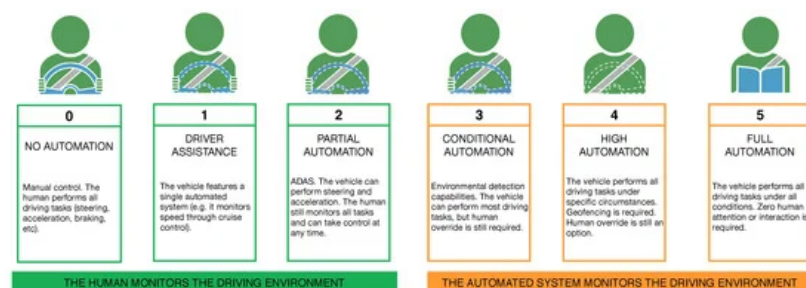 0
NO AUTOMATION
Manual control. The
human performs all
driving tasks (steering,
acceleration, braking,
etc).
1
DRIVER
ASSISTANCE
The vehicle features a
single automated
system (e.g. it monitors
speed through cruise
control).
2
PARTIAL
AUTOMATION
ADAS. The vehicle can
perform steering and
acceleration. The human
still monitors all tasks
and can take control at
any time.
3
CONDITIONAL
AUTOMATION
Environmental detection
capabilities. The vehicle
can perform most driving
tasks, but human
override is still required.
4
HIGH
AUTOMATION
The vehicle performs all
driving tasks under
specific circumstances.
Geofencing is required.
Human override is still an
option.
5
FULL
AUTOMATION
The vehicle performs all
driving tasks under all
conditions. Zero human
attention or interaction is
required.
THE HUMAN MONITORS THE DRIVING ENVIRONMENT
THE AUTOMATED SYSTEM MONITORS THE DRIVING ENVIRONMENT